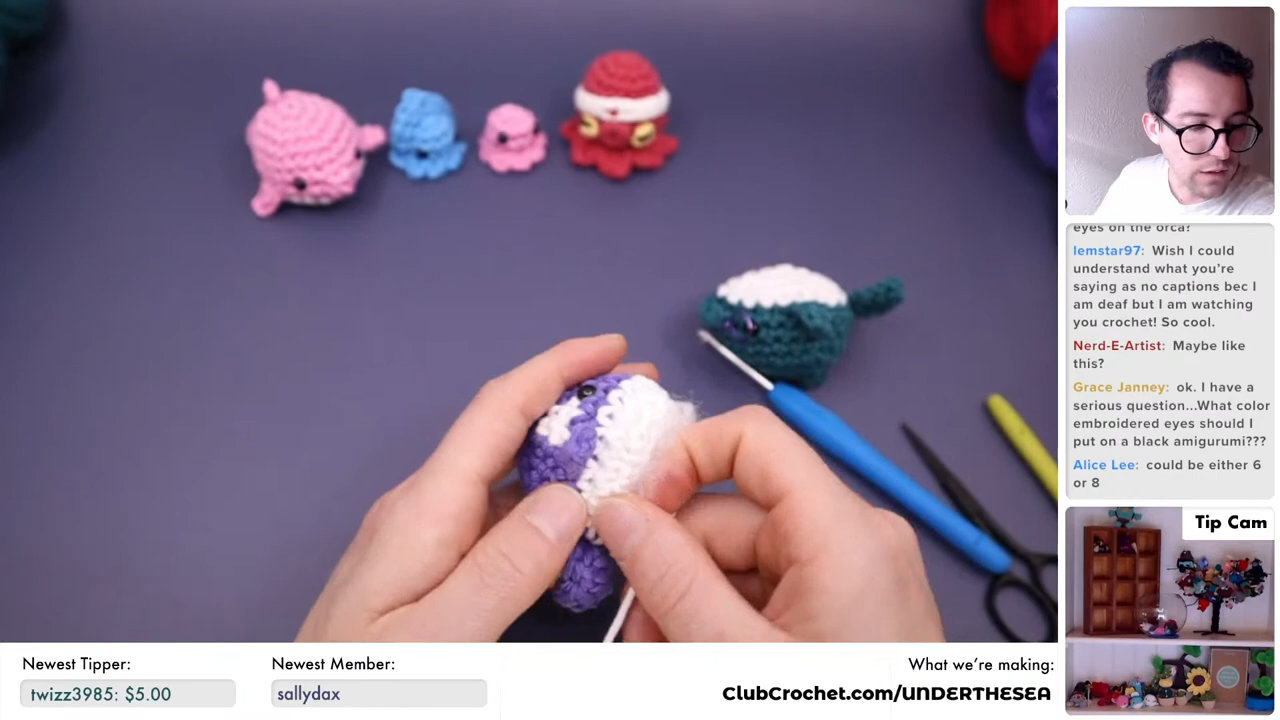 eyes on the orca?
lemstar97: Wish I could
understand what you're
saying as no captions bec I
am deaf but I am watching
you crochet! So cool.
Nerd-E-Artist: Maybe like
this?
Grace Janney: ok. I have a
serious question...What color
embroidered eyes should I
put on a black amigurumi???
Alice Lee: could be either 6
or 8
Tip Cam
Newest Tipper:
twizz3985: $5.00
Newest Member:
sallydax
What we're making:
ClubCrochet.com/UNDERTHESEA